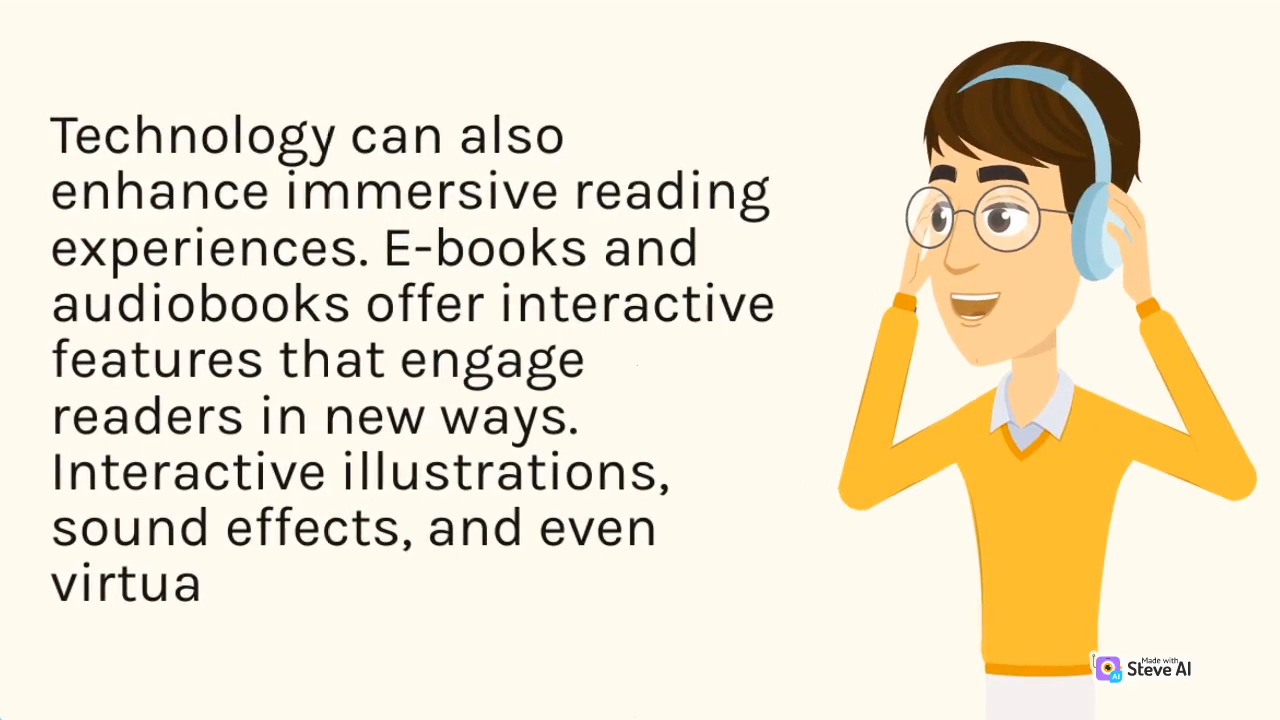 Technology can also
enhance immersive reading
experiences. E-books and
audiobooks offer interactive
features that engage
readers in new ways.
Interactive illustrations,
sound effects, and even
virtua
Made with
Steve AI
AI